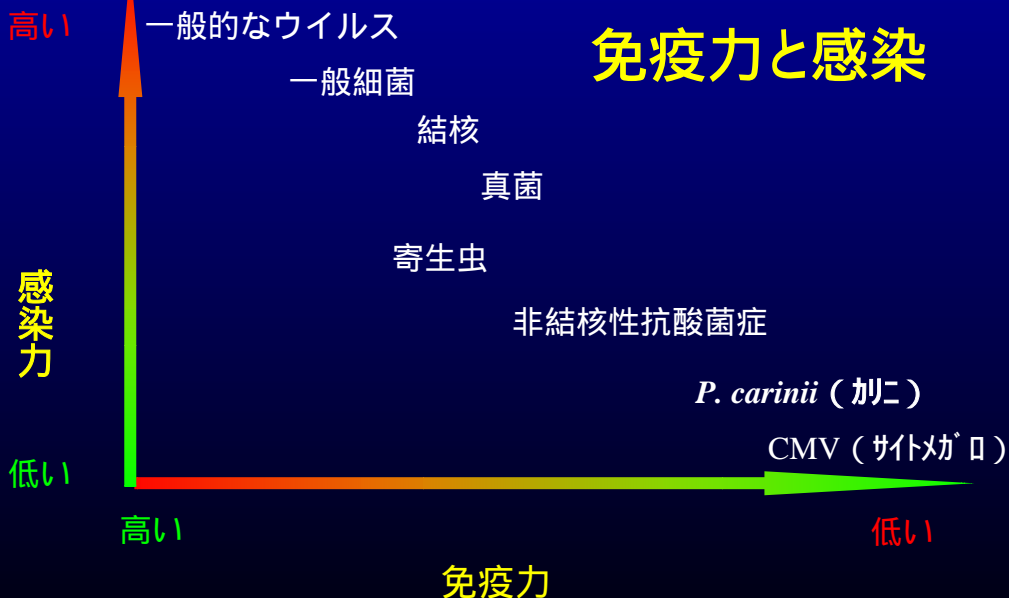 免疫力と感染
高い
一般的なウイルス
一般細菌
結核
真菌
寄生虫
感染力
非結核性抗酸菌症
P. carinii（ｶﾘﾆ）
CMV（ｻｲﾄﾒｶﾞﾛ）
低い
高い
低い
免疫力